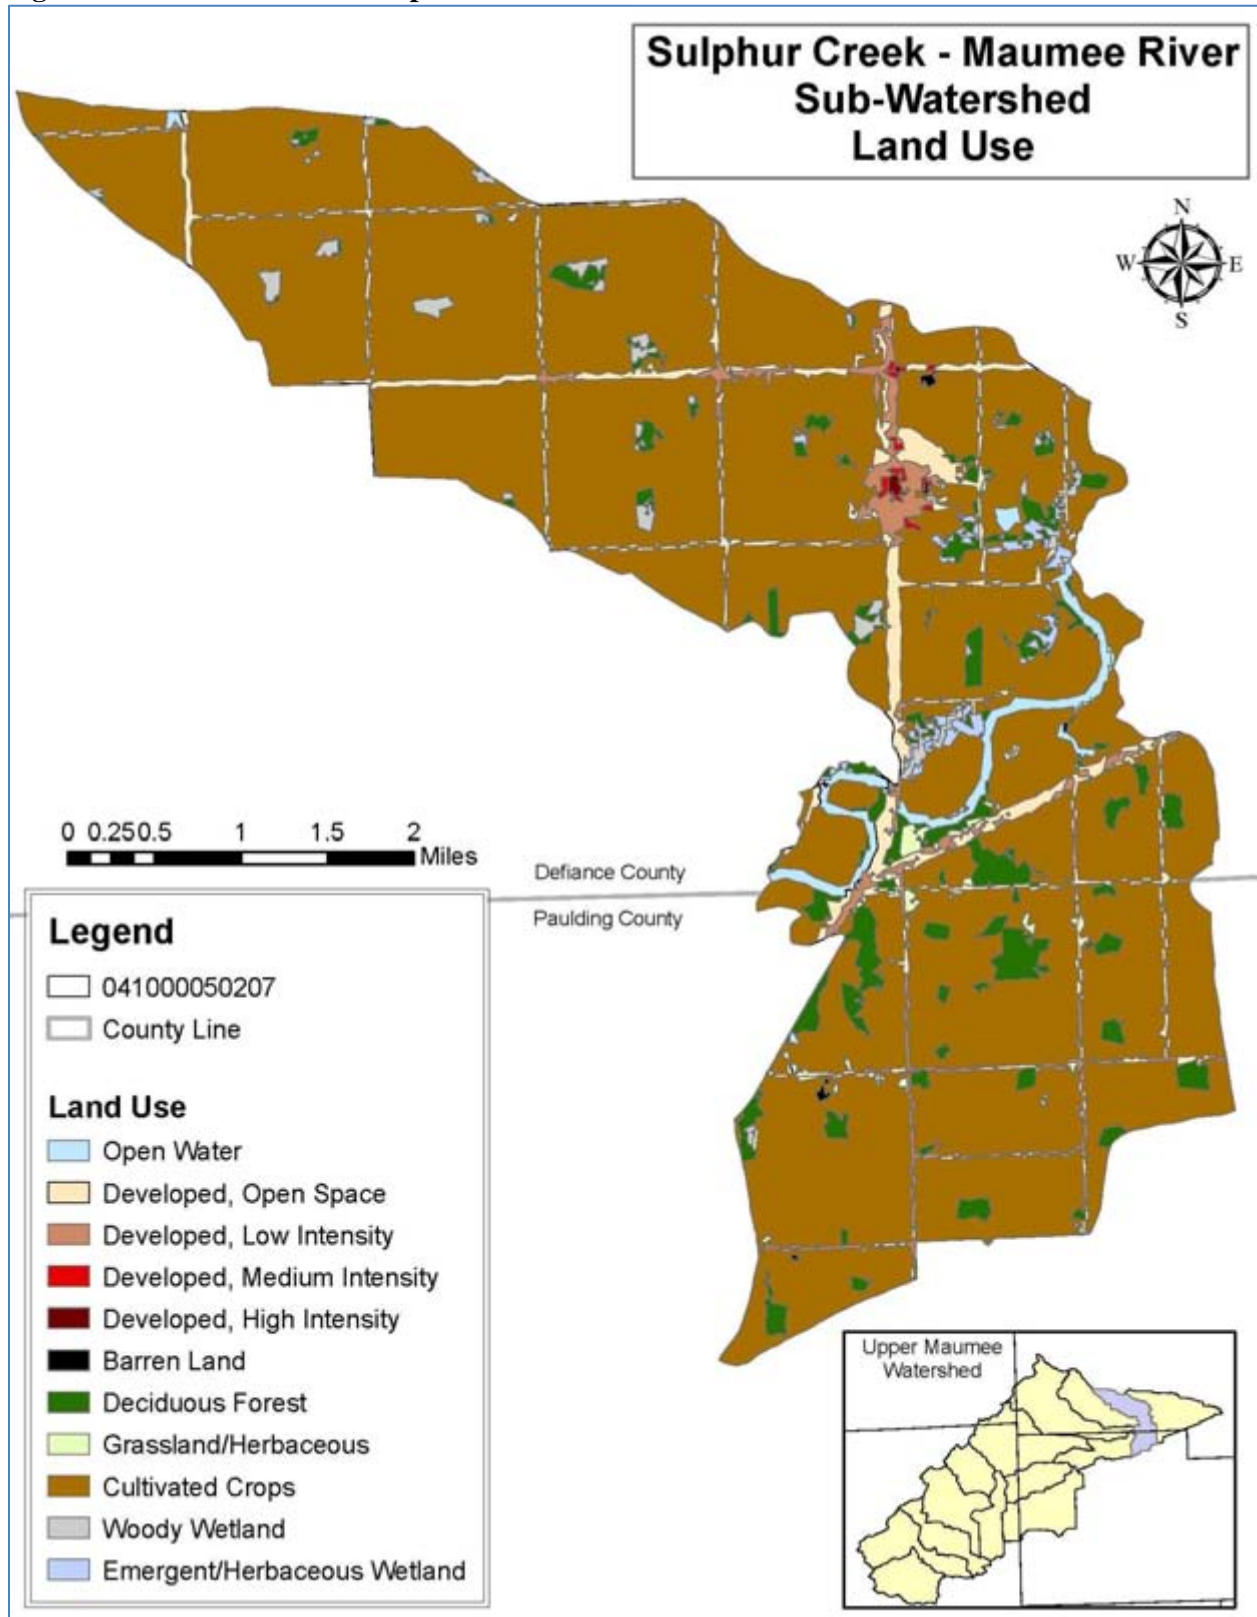 Sulphur Creek - Maumee River
Sub-Watershed
Land Use
N
W E
S
0 0.25 0.5 1 1.5 2
Miles
Defiance County
Paulding County
Legend
041000050207
County Line
Land Use
Open Water
Developed, Open Space
Developed, Low Intensity
Developed, Medium Intensity
Developed, High Intensity
Barren Land
Deciduous Forest
Grassland/Herbaceous
Cultivated Crops
Woody Wetland
Emergent/Herbaceous Wetland
Upper Maumee
Watershed